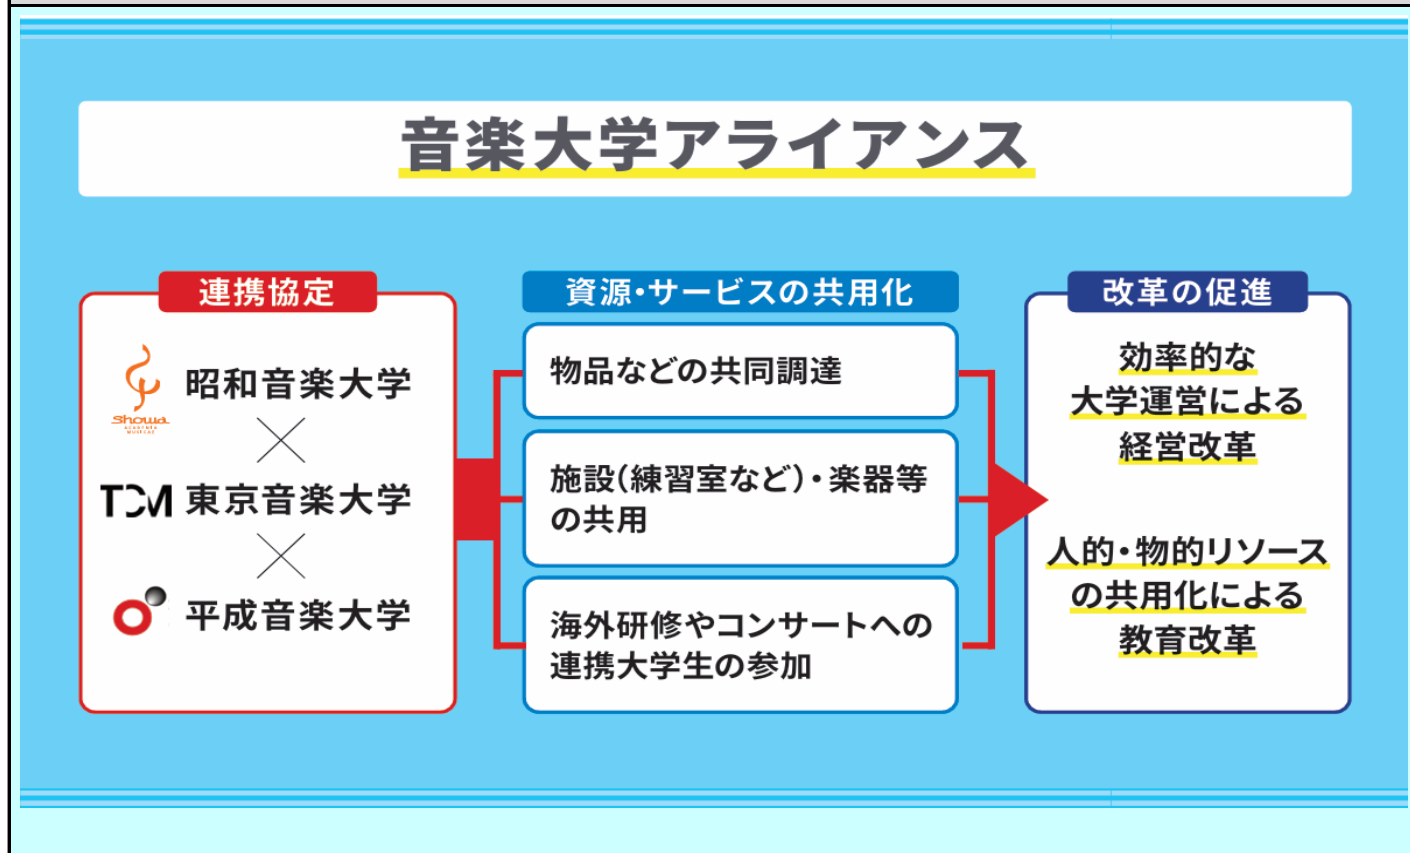 音楽大学アライアンス
連携協定
昭和音楽大学
Showa
ACADEMIA
MUSICAE
東京音楽大学
TCM
平成音楽大学
資源・サービスの共用化
物品などの共同調達
施設(練習室など)・楽器等
の共用
海外研修やコンサートへの
連携大学生の参加
改革の促進
効率的な
大学運営による
経営改革
人的・物的リソース
の共用化による
教育改革